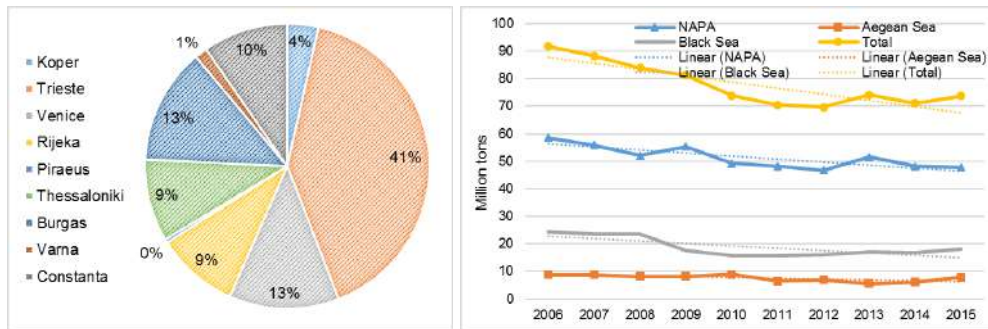 Koper
Trieste
Venice
Rijeka
Piraeus
Thessaloniki
Burgas
Varna
Constanta
4%
41%
13%
9%
0%
9%
13%
1%
10%
NAPA
Aegean Sea
Black Sea
Total
Linear (NAPA)
Linear (Aegean Sea)
Linear (Black Sea)
Linear (Total)
Million tons
100
90
80
70
60
50
40
30
20
10
0
2006 2007 2008 2009 2010 2011 2012 2013 2014 2015